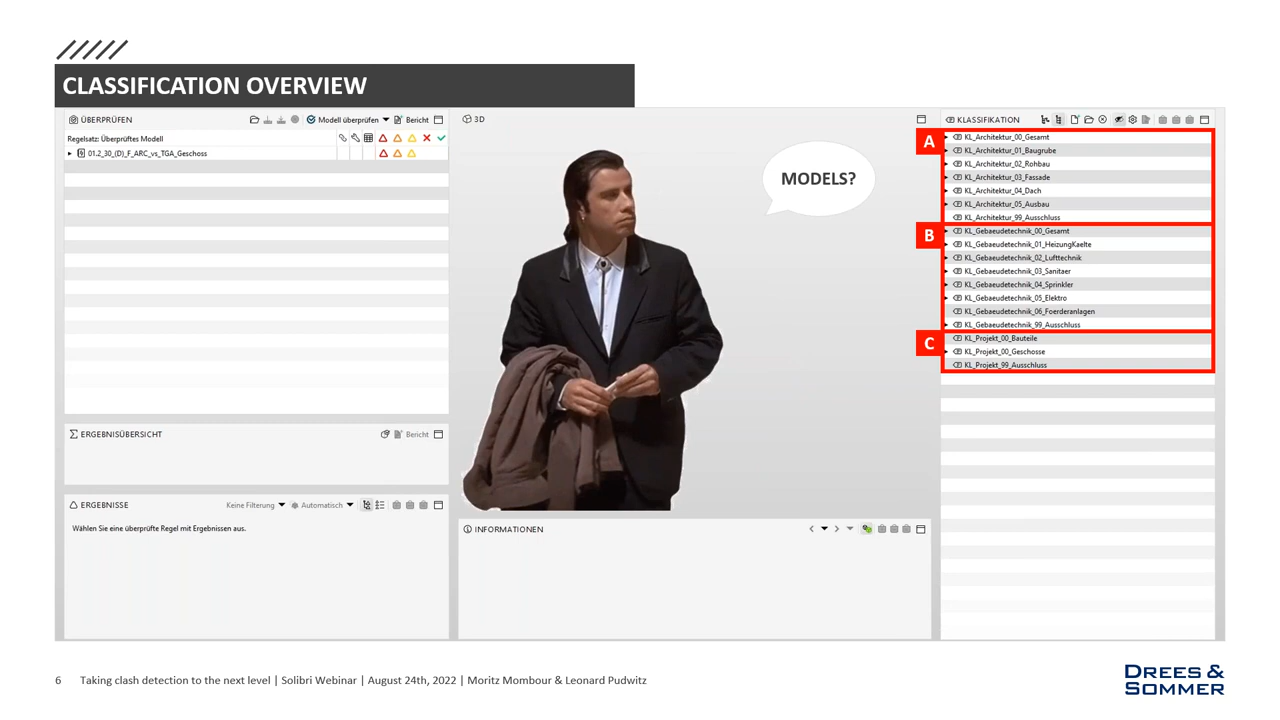 CLASSIFICATION OVERVIEW
ÜBERPRÜFEN
Modell überprüfen
Bericht
Regelsatz: Überprüftes Modell
01.2_30_(D)_F_ARC_vs_TGA_Geschoss
ERGEBNISÜBERSICHT
Bericht
ERGEBNISSE
Keine Filterung
Automatisch
Wählen Sie eine überprüfte Regel mit Ergebnissen aus.
3D
MODELS?
INFORMATIONEN
KLASSIFIKATION
A
KL_Architektur_00_Gesamt
KL_Architektur_01_Baugrube
KL_Architektur_02_Rohbau
KL_Architektur_03_Fassade
KL_Architektur_04_Dach
KL_Architektur_05_Ausbau
KL_Architektur_99_Ausschluss
B
KL_Gebaeudetechnik_00_Gesamt
KL_Gebaeudetechnik_01_HeizungKaelte
KL_Gebaeudetechnik_02_Lufttechnik
KL_Gebaeudetechnik_03_Sanitaer
KL_Gebaeudetechnik_04_Sprinkler
KL_Gebaeudetechnik_05_Elektro
KL_Gebaeudetechnik_06_Foerderanlagen
KL_Gebaeudetechnik_99_Ausschluss
C
KL_Projekt_00_Bauteile
KL_Projekt_00_Geschosse
KL_Projekt_99_Ausschluss
6 Taking clash detection to the next level | Solibri Webinar | August 24th, 2022 | Moritz Mombour & Leonard Pudwitz
DREES &
SOMMER